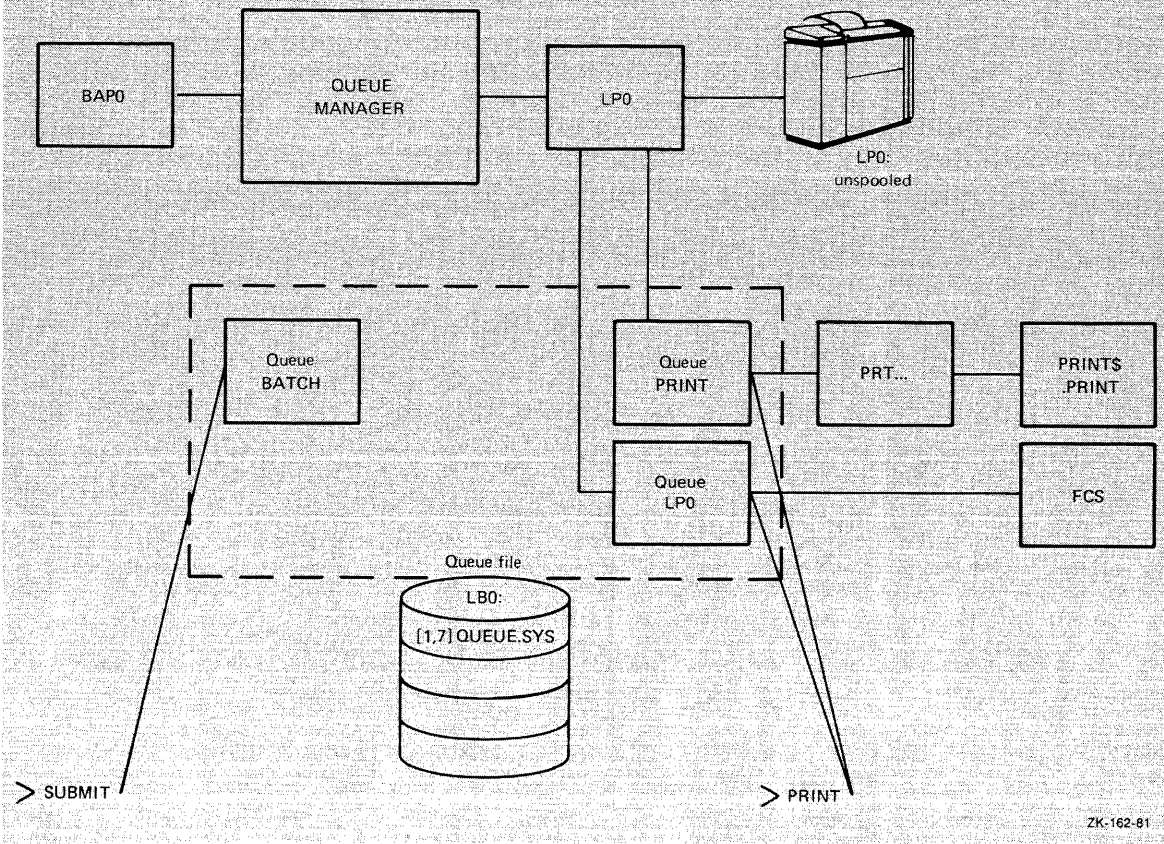 BAP0
QUEUE
MANAGER
LP0
LP0:
unspooled
Queue
BATCH
Queue
PRINT
PRT...
PRINT$
.PRINT
Queue
LP0
FCS
Queue file
LB0:
[1,7] QUEUE.SYS
> SUBMIT
> PRINT
ZK-162-81